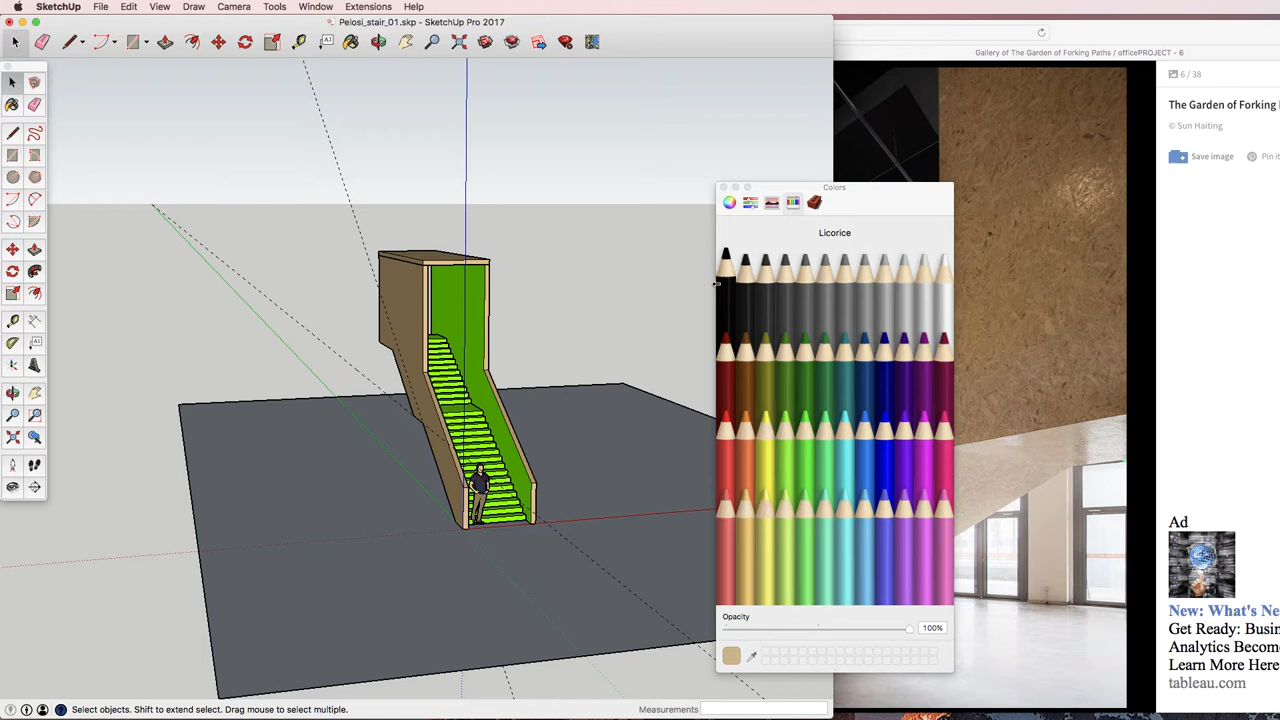 SketchUp File Edit View Draw Camera Tools Window Extensions Help
Pelosi_stair_01.skp - SketchUp Pro 2017
Gallery of The Garden of Forking Paths / officePROJECT - 6
6 / 38
The Garden of Forking
© Sun Haiting
Save image Pin i
Colors
Licorice
Opacity
100%
Ad
New: What's Ne
Get Ready: Busin
Analytics Become
Learn More Here
tableau.com
Select objects. Shift to extend select. Drag mouse to select multiple.
Measurements